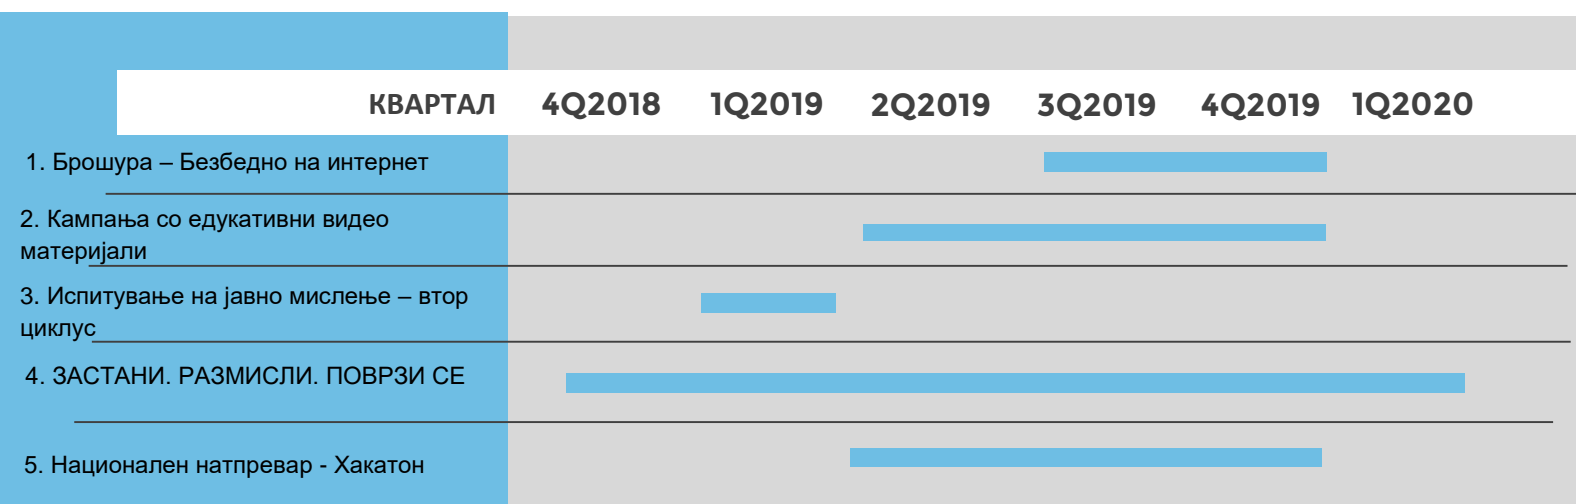 КВАРТАЛ 4Q2018 1Q2019 2Q2019 3Q2019 4Q2019 1Q2020
1. Брошура – Безбедно на интернет
2. Кампања со едукативни видео
материјали
3. Испитување на јавно мислење – втор
циклус
4. ЗАСТАНИ. РАЗМИСЛИ. ПОВРЗИ СЕ
5. Национален натпревар - Хакатон